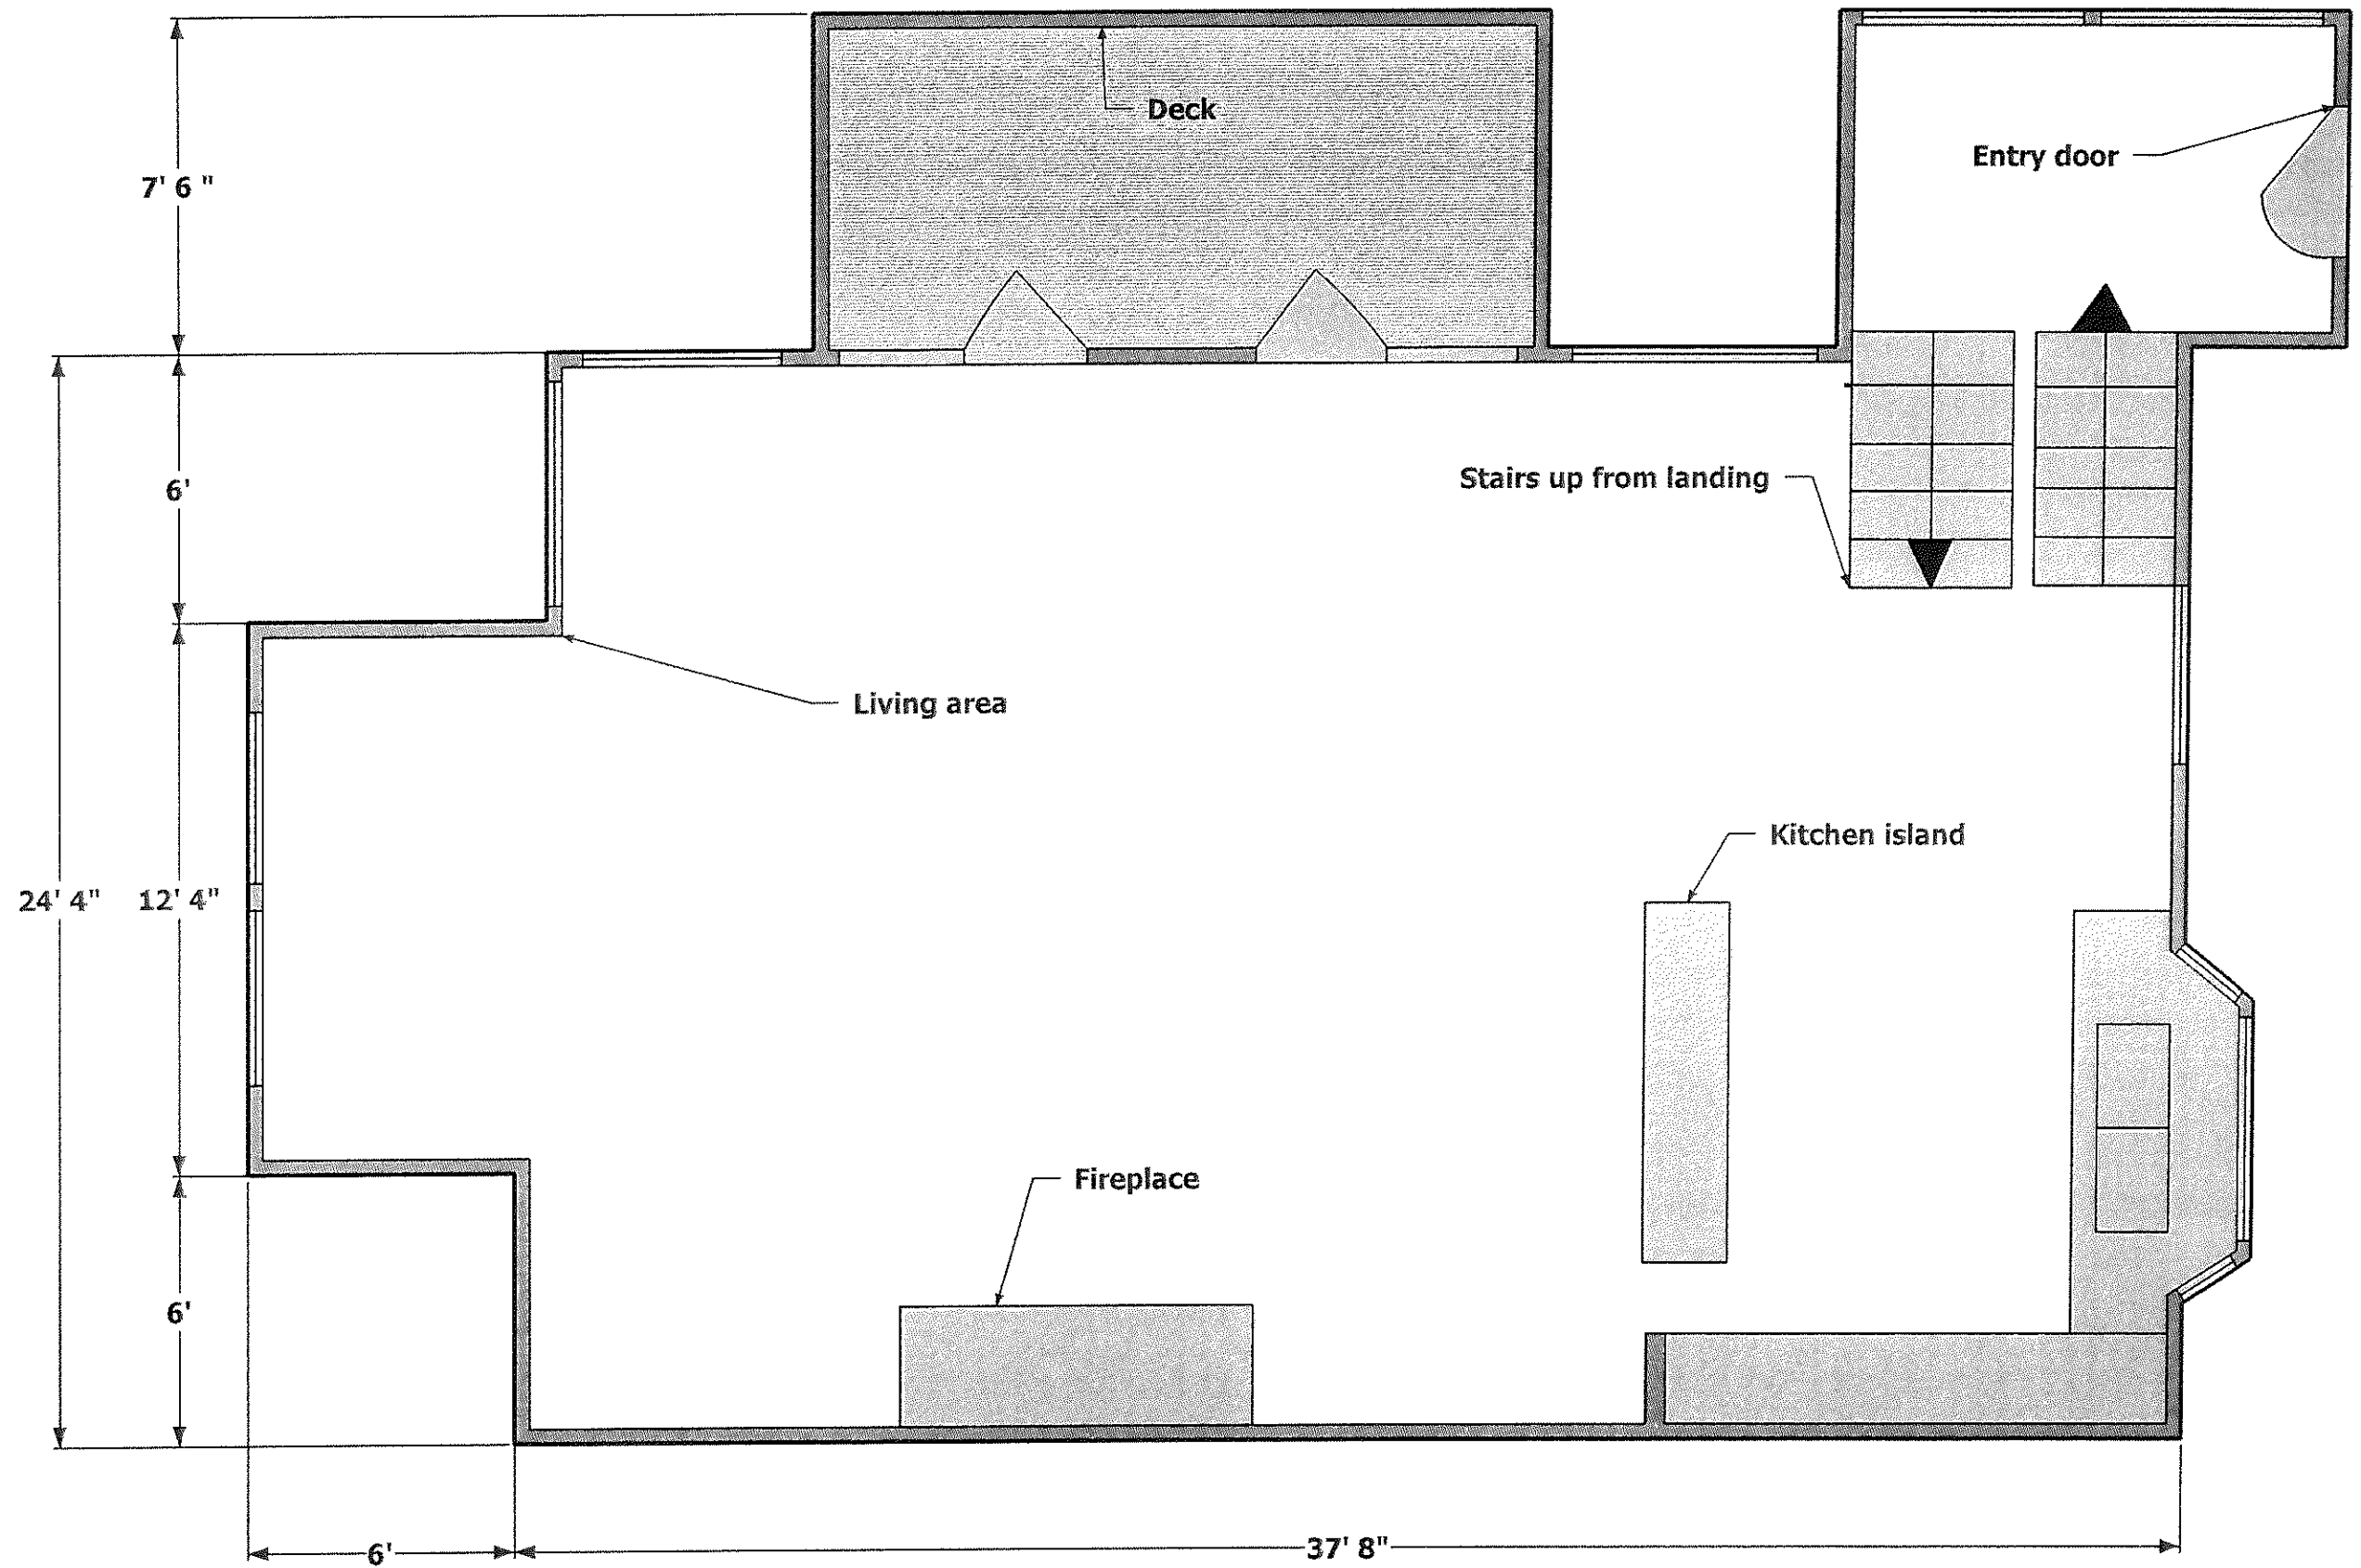 Deck
Entry door
7' 6 "
Stairs up from landing
6'
Living area
Kitchen island
24' 4"
12' 4"
Fireplace
6'
6'
37' 8"